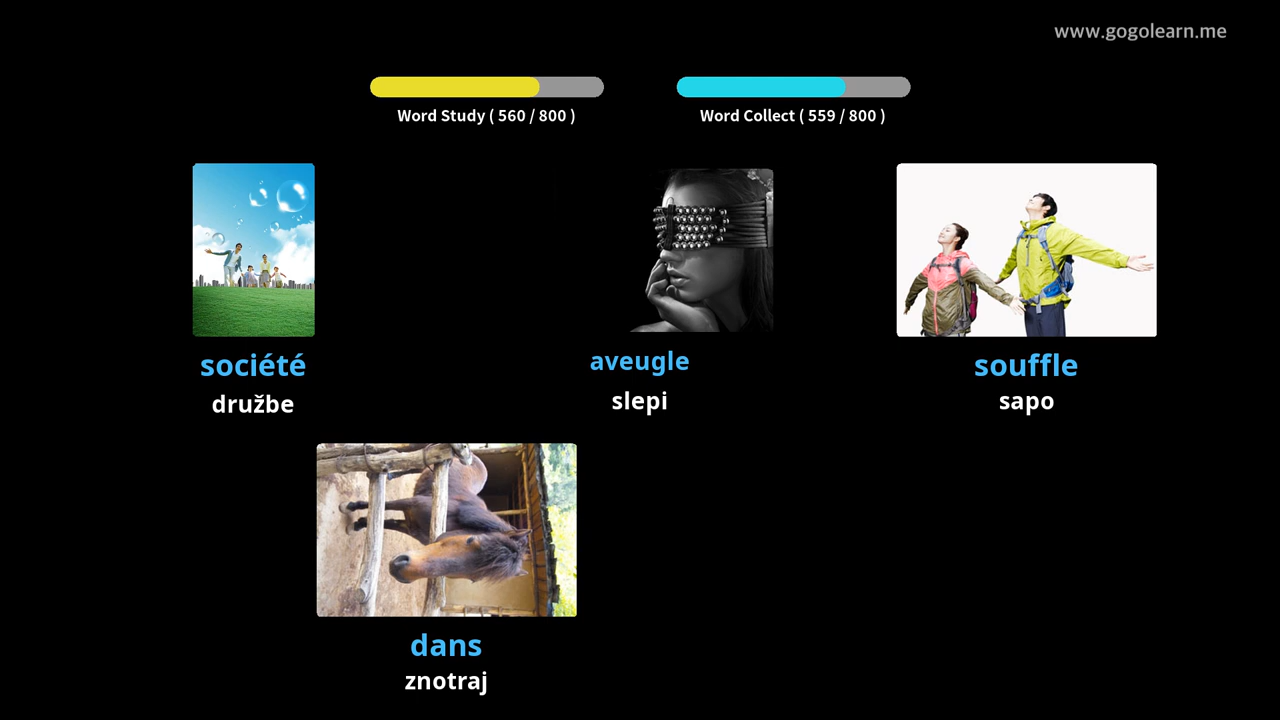 www.gogolearn.me
Word Study ( 560 / 800 )
Word Collect ( 559 / 800 )
société
družbe
aveugle
slepi
souffle
sapo
dans
znotraj